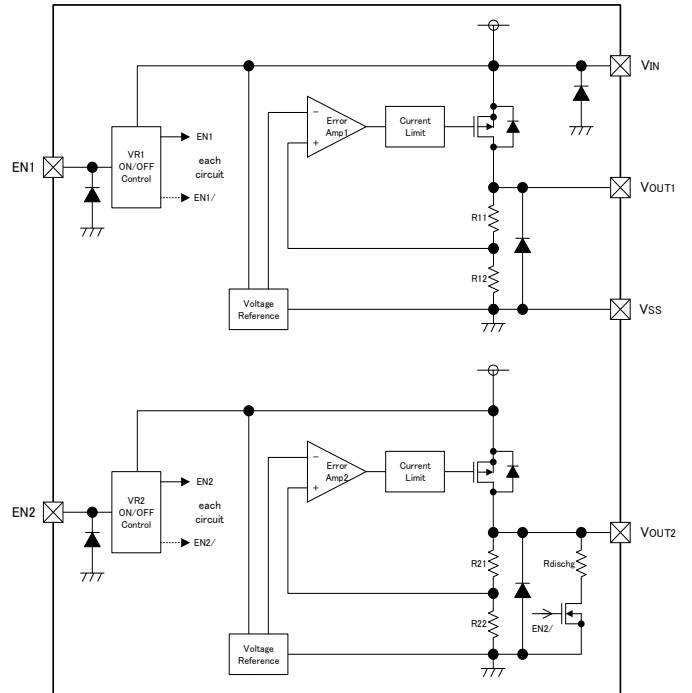 VIN
Error
Amp1
−
+
Current
Limit
VR1
ON/OFF
Control
EN1
each
circuit
EN1/
EN1
VOUT1
R11
R12
Voltage
Reference
VSS
Error
Amp2
−
+
Current
Limit
VR2
ON/OFF
Control
EN2
each
circuit
EN2/
EN2
VOUT2
R21
Rdischg
R22
EN2/
Voltage
Reference